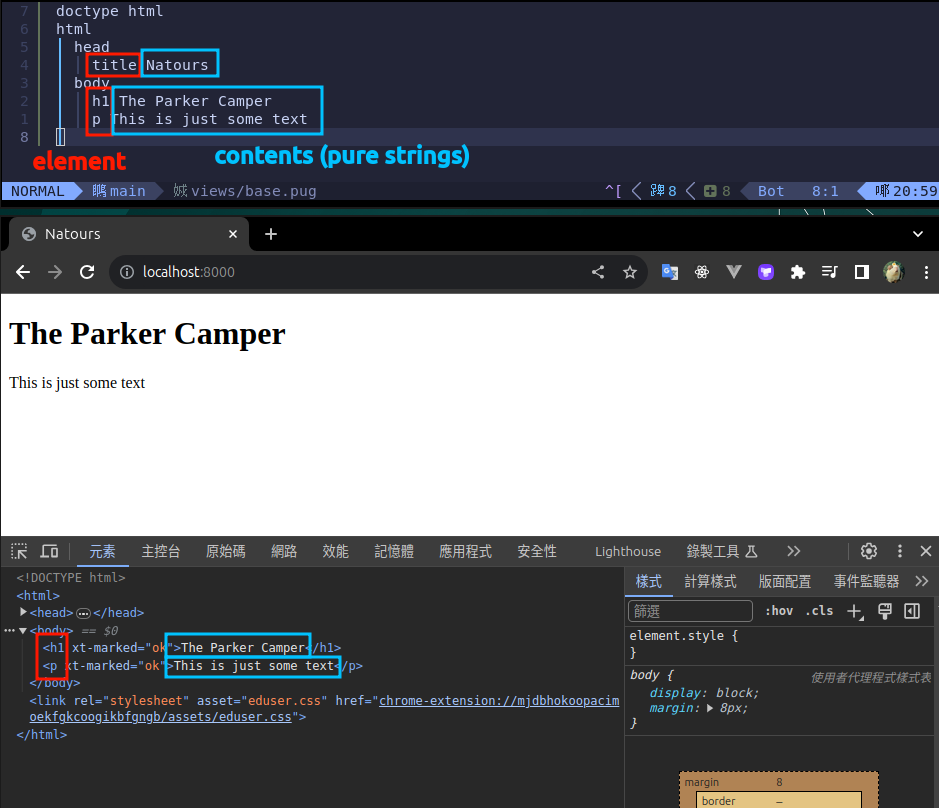 7 doctype html
6 html
5 head
4 title Natours
3 body
2 h1 The Parker Camper
1 p This is just some text
8
element
contents (pure strings)
NORMAL main views/base.pug ^[ 8 8 Bot 8:1 20:59
Natours
localhost:8000
The Parker Camper
This is just some text
元素 主控台 原始碼 網路 效能 記憶體 應用程式 安全性 Lighthouse 錄製工具
<!DOCTYPE html>
<html>
<head> </head>
<body> == $0
<h1 xt-marked="ok">The Parker Camper</h1>
<p xt-marked="ok">This is just some text</p>
</body>
<link rel="stylesheet" asset="eduser.css" href="chrome-extension://mjdbhokoopacim
oekfgkcoogikbfgngb/assets/eduser.css">
</html>
樣式 計算樣式 版面配置 事件監聽器
篩選 :hov .cls
element.style {
}
body { 使用者代理程式樣式表
display: block;
margin: 8px;
}
margin 8
border –